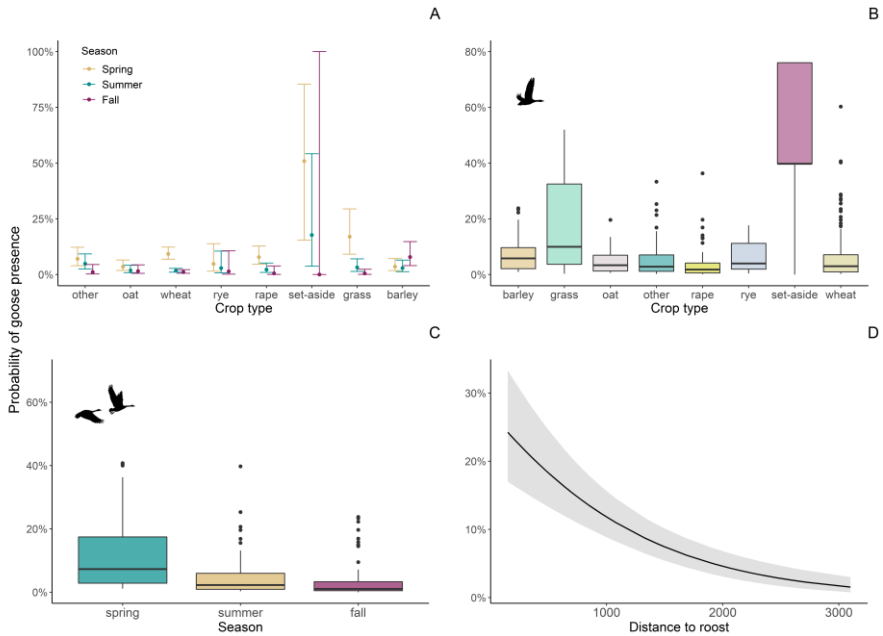 A
B
Probability of goose presence
100%
75%
50%
25%
0%
Season
Spring
Summer
Fall
other oat wheat rye rape set-aside grass barley
Crop type
80%
60%
40%
20%
0%
barley grass oat other rape rye set-aside wheat
Crop type
C
D
60%
40%
20%
0%
spring summer fall
Season
30%
20%
10%
0%
1000 2000 3000
Distance to roost